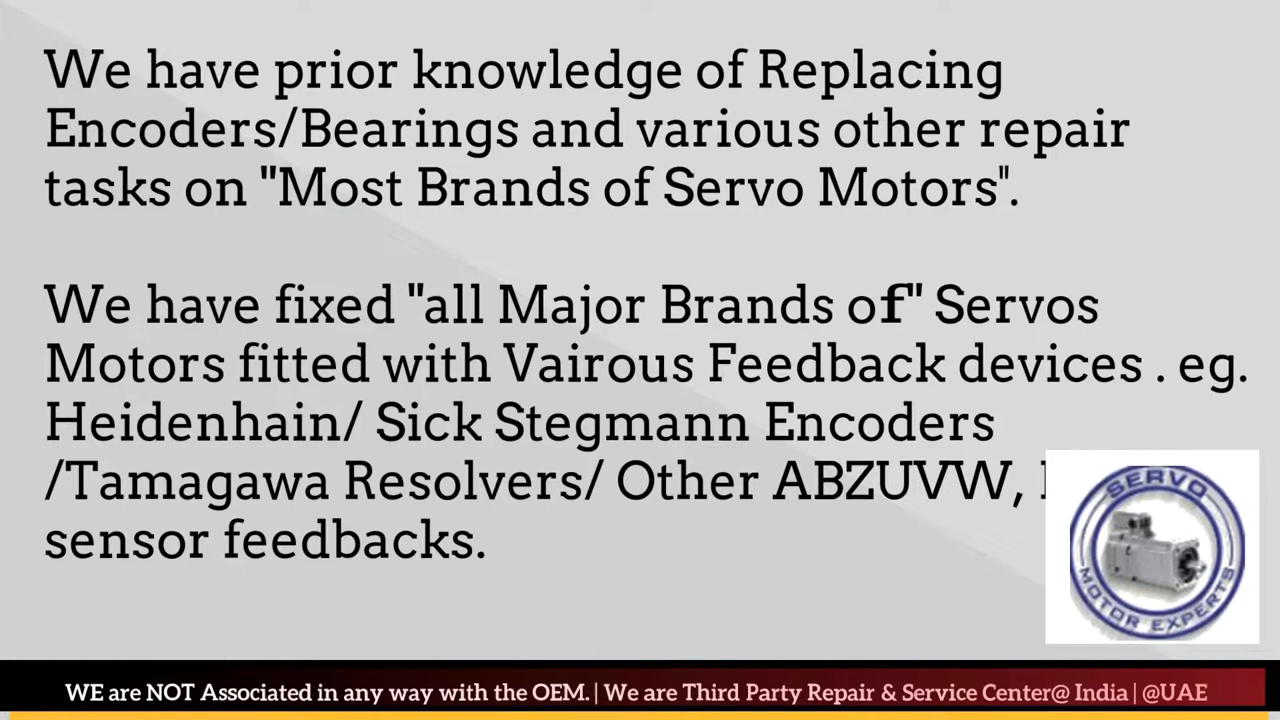 We have prior knowledge of Replacing
Encoders/Bearings and various other repair
tasks on "Most Brands of Servo Motors".
We have fixed "all Major Brands of" Servos
Motors fitted with Vairous Feedback devices . eg.
Heidenhain/ Sick Stegmann Encoders
/Tamagawa Resolvers/ Other ABZUVW,
sensor feedbacks.
SERVO
MOTOR EXPERTS
WE are NOT Associated in any way with the OEM. | We are Third Party Repair & Service Center@ India | @UAE